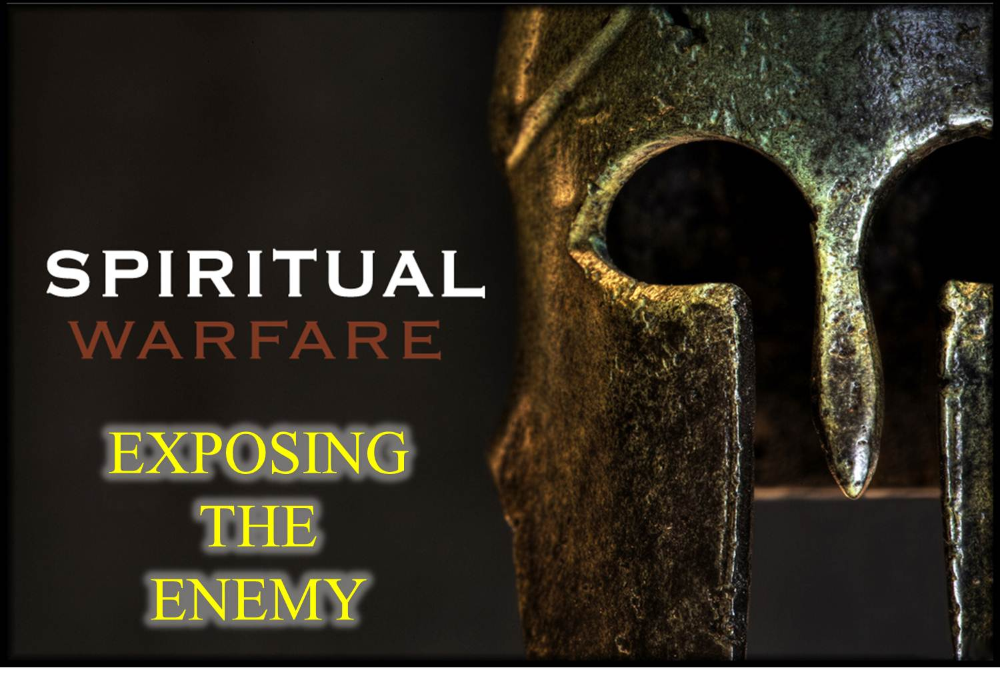 SPIRITUAL
WARFARE
EXPOSING
THE
ENEMY